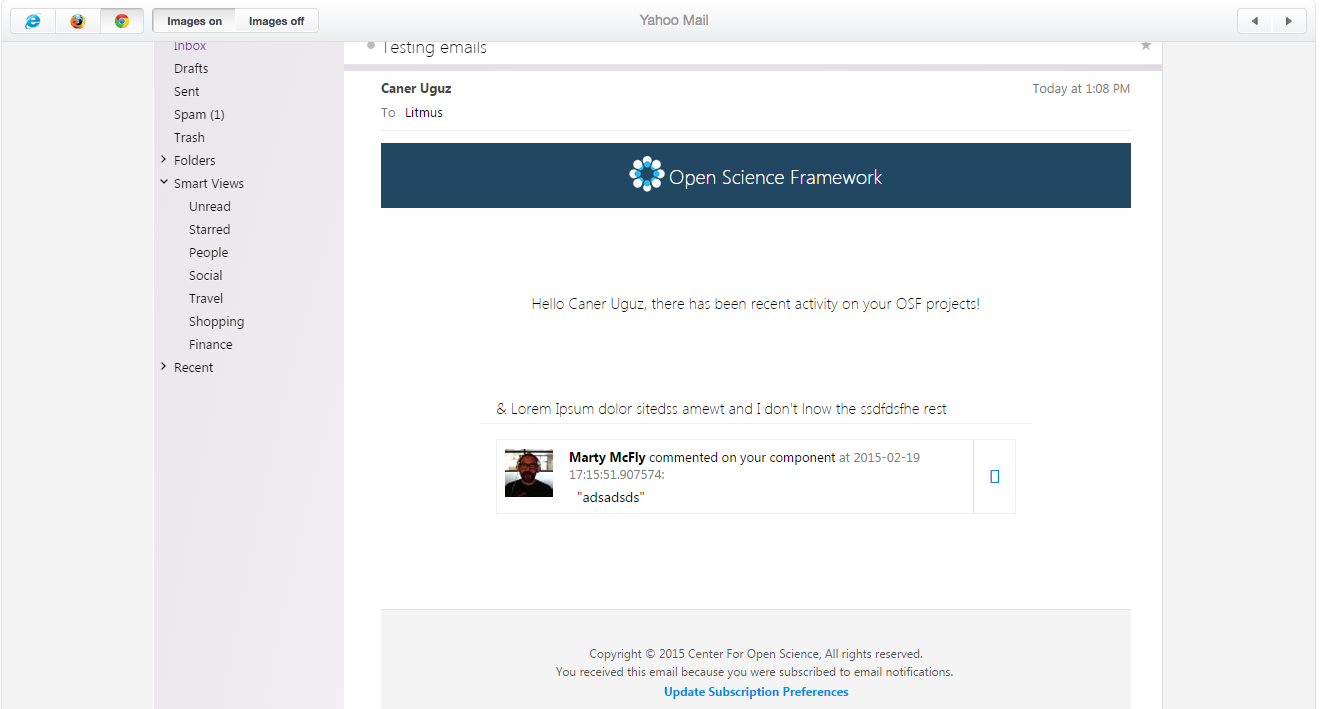 Images on
Images off
Yahoo Mail
Inbox
Drafts
Sent
Spam (1)
Trash
Folders
Smart Views
Unread
Starred
People
Social
Travel
Shopping
Finance
Recent
Testing emails
Caner Uguz
Today at 1:08 PM
To Litmus
Open Science Framework
Hello Caner Uguz, there has been recent activity on your OSF projects!
& Lorem Ipsum dolor sitedss amewt and I don't lnow the ssdfdsfhe rest
Marty McFly commented on your component at 2015-02-19
17:15:51.907574:
"adsadsds"
Copyright © 2015 Center For Open Science, All rights reserved.
You received this email because you were subscribed to email notifications.
Update Subscription Preferences